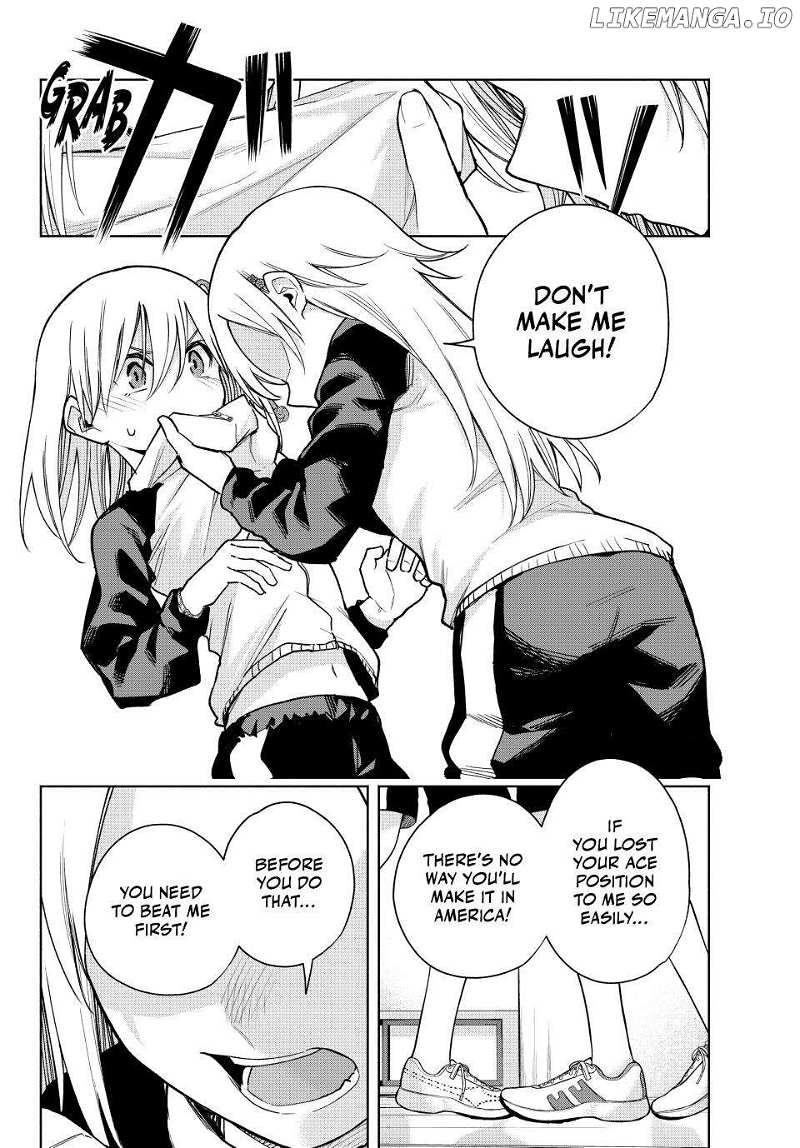 LIKEMANGA.IO
GRAB.
ガッ
DON'T
MAKE ME
LAUGH!
IF
YOU LOST
YOUR ACE
POSITION
TO ME SO
EASILY...
THERE'S NO
WAY YOU'LL
MAKE IT IN
AMERICA!
BEFORE
YOU DO
THAT...
YOU NEED
TO BEAT ME
FIRST!